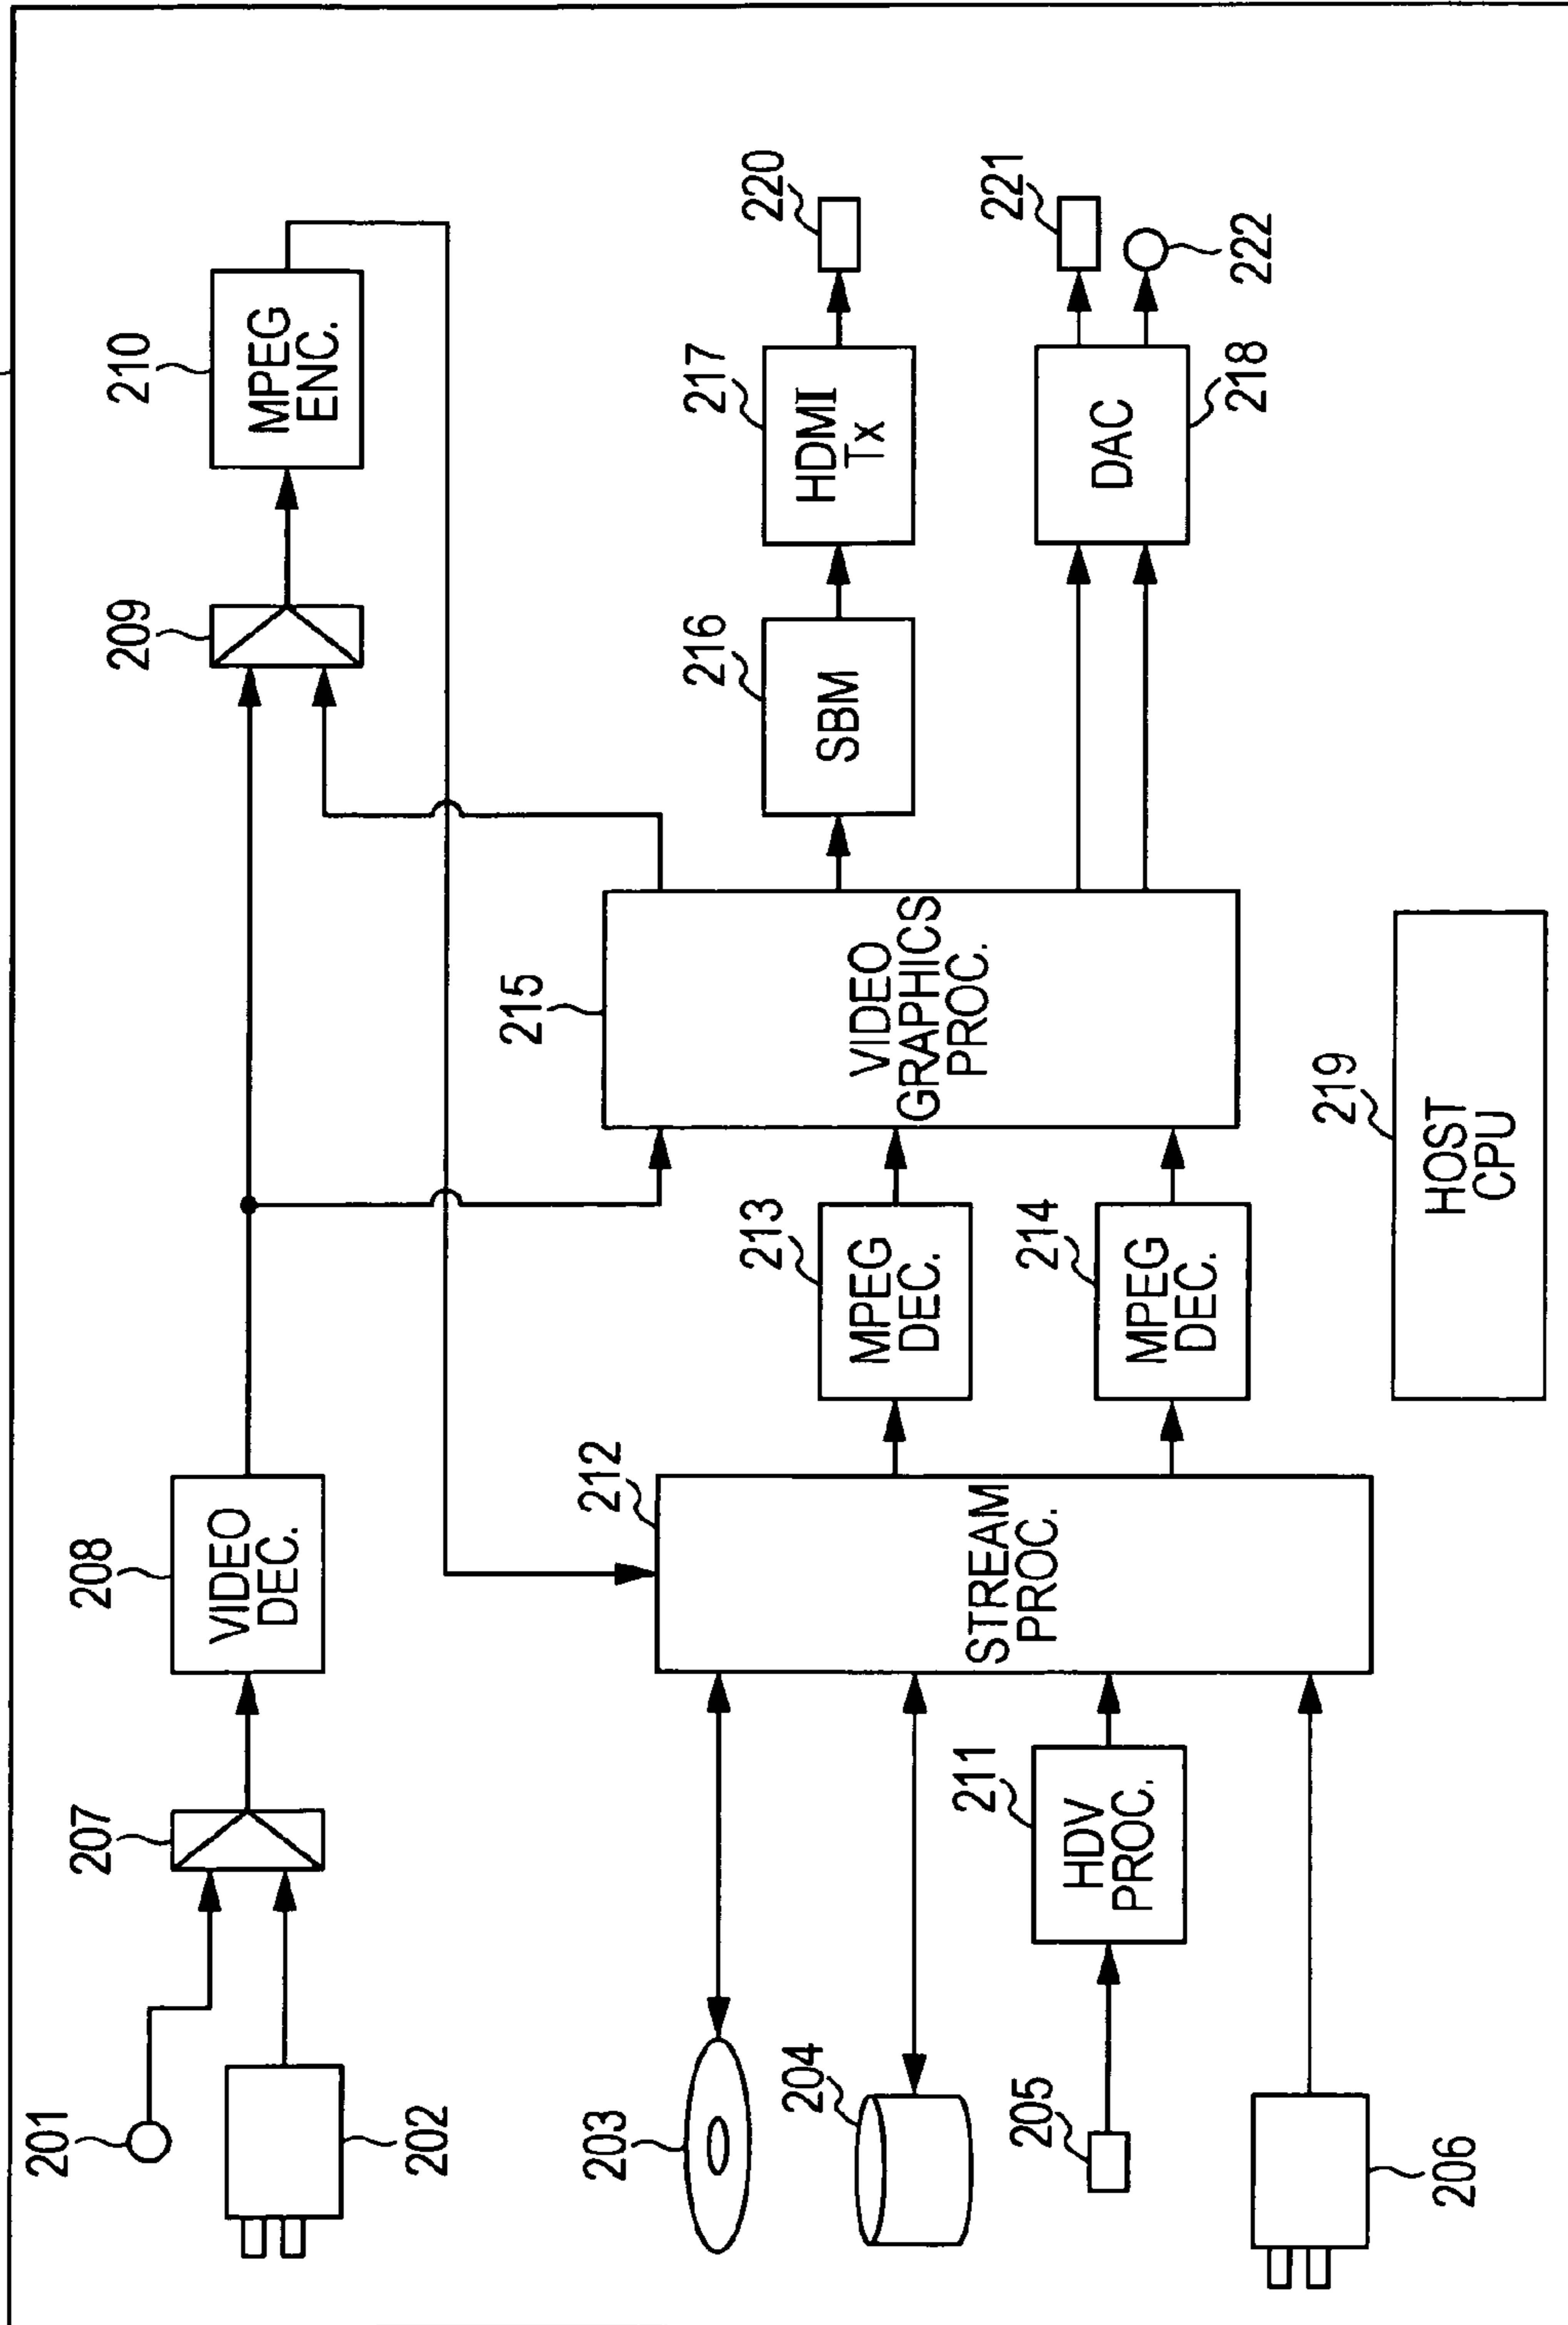 201
202
207
208
VIDEO
DEC.
209
210
MPEG
ENC.
203
204
205
206
211
HDV
PROC.
212
STREAM
PROC.
213
MPEG
DEC.
214
MPEG
DEC.
215
VIDEO
GRAPHICS
PROC.
216
SBM
217
HDMI
Tx
220
218
DAC
221
222
219
HOST
CPU